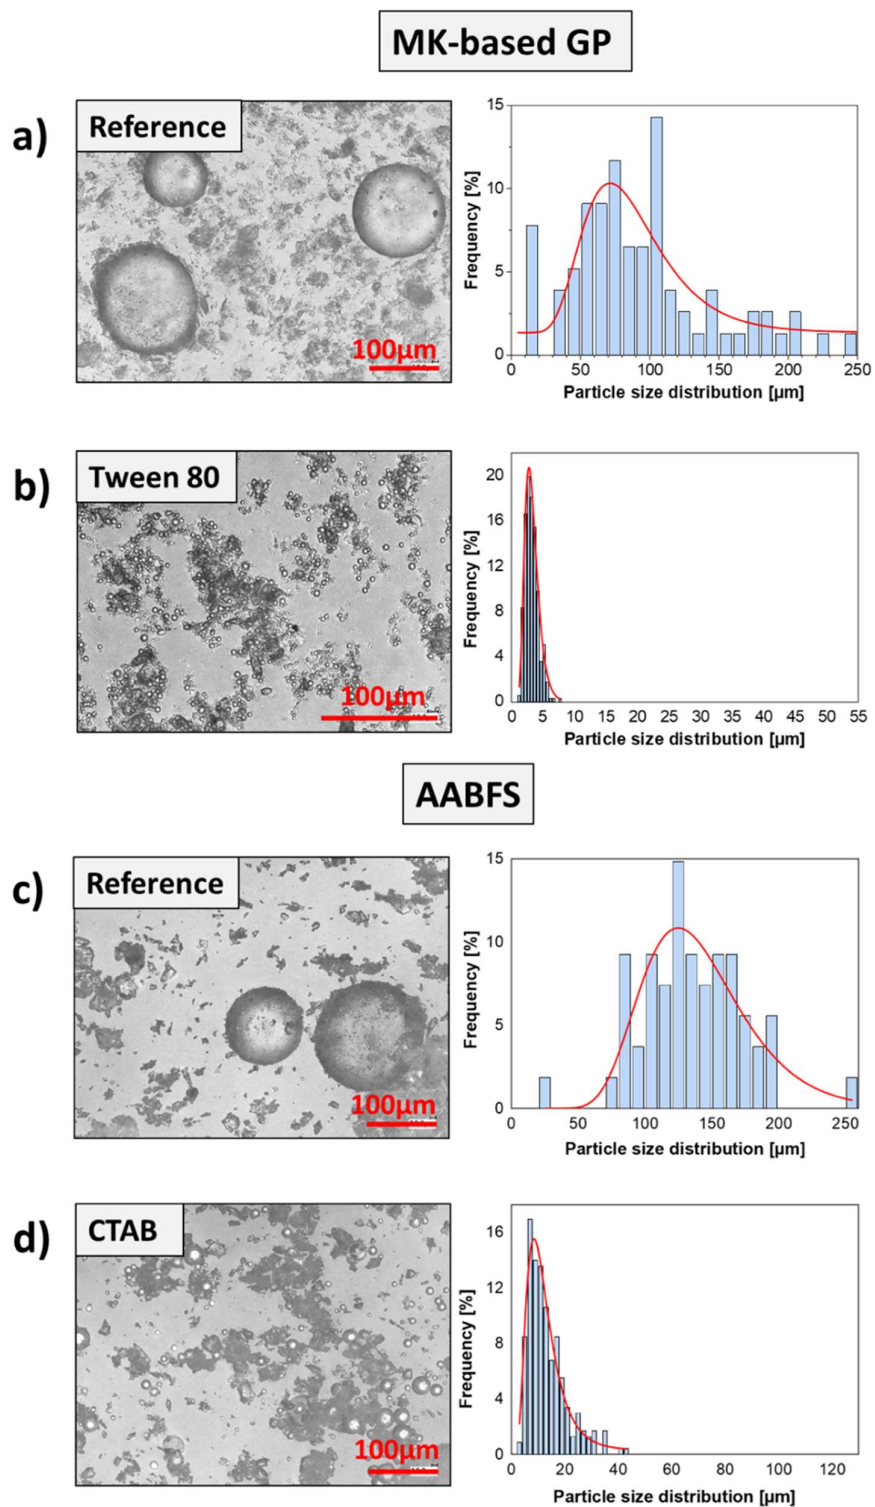 MK-based GP
a)
Reference
100µm
Frequency [%]
15
10
5
0
0 50 100 150 200 250
Particle size distribution [µm]
b)
Tween 80
100µm
Frequency [%]
20
16
12
8
4
0
0 5 10 15 20 25 30 35 40 45 50 55
Particle size distribution [µm]
AABFS
c)
Reference
100µm
Frequency [%]
15
10
5
0
0 50 100 150 200 250
Particle size distribution [µm]
d)
CTAB
100µm
Frequency [%]
16
12
8
4
0
0 20 40 60 80 100 120
Particle size distribution [µm]